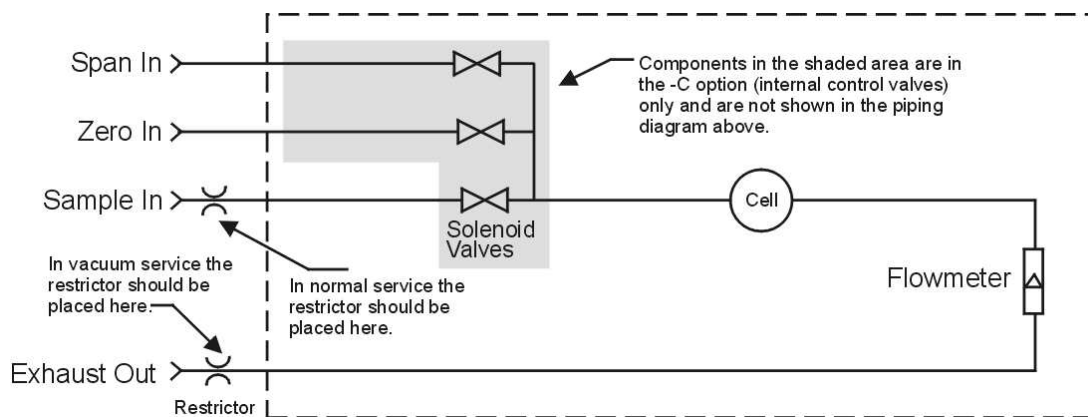 Span In
Components in the shaded area are in
the -C option (internal control valves)
only and are not shown in the piping
diagram above.
Zero In
Sample In
Cell
Solenoid
Valves
In vacuum service the
restrictor should be
placed here.
In normal service the
restrictor should be
placed here.
Flowmeter
Exhaust Out
Restrictor